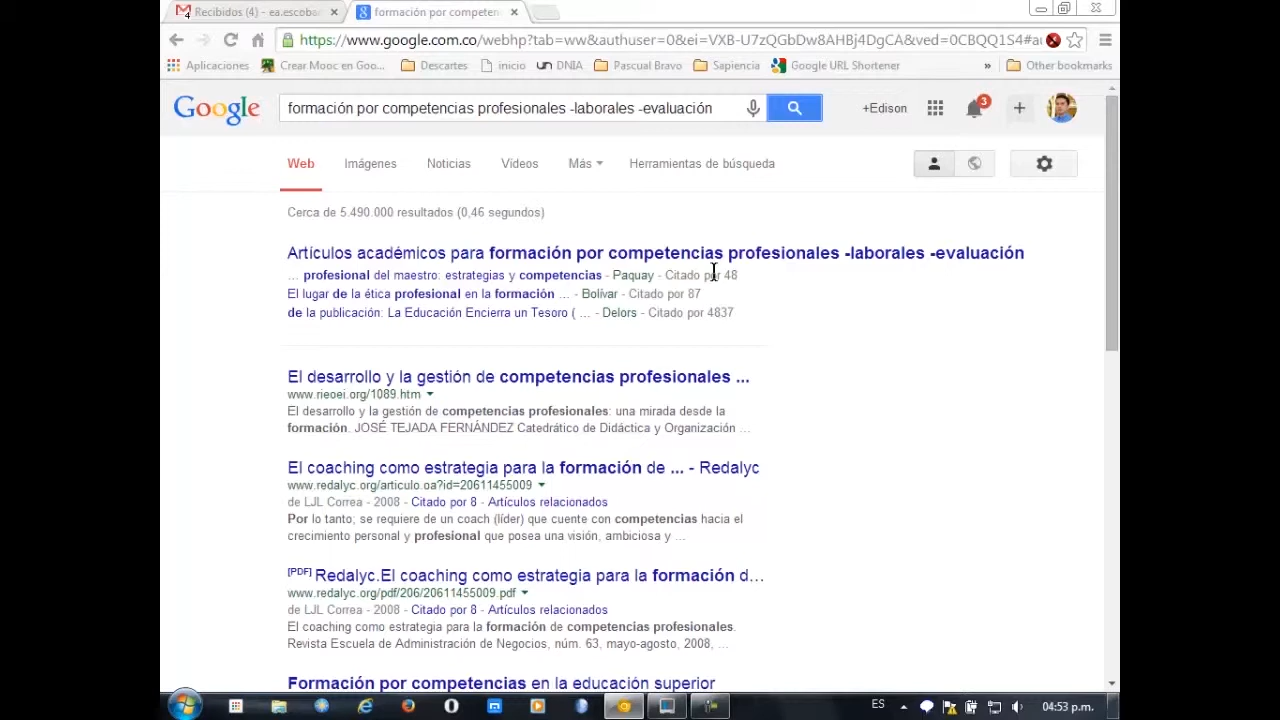 Recibidos (4) - ea.escoba
formación por competen
https://www.google.com.co/webhp?tab=ww&authuser=0&ei=VXB-U7zQGbDw8AHBj4DgCA&ved=0CBQQ1S4#au
Aplicaciones
Crear Mooc en Goo...
Descartes
inicio
DNIA
Pascual Bravo
Sapiencia
Google URL Shortener
»
Other bookmarks
Google
formación por competencias profesionales -laborales -evaluación
+Edison
3
Web
Imágenes
Noticias
Vídeos
Más
Herramientas de búsqueda
Cerca de 5.490.000 resultados (0,46 segundos)
Artículos académicos para formación por competencias profesionales -laborales -evaluación
... profesional del maestro: estrategias y competencias - Paquay - Citado por 48
El lugar de la ética profesional en la formación ... - Bolívar - Citado por 87
de la publicación: La Educación Encierra un Tesoro ( ... - Delors - Citado por 4837
El desarrollo y la gestión de competencias profesionales ...
www.rieoei.org/1089.htm
El desarrollo y la gestión de competencias profesionales: una mirada desde la
formación. JOSÉ TEJADA FERNÁNDEZ Catedrático de Didáctica y Organización ...
El coaching como estrategia para la formación de ... - Redalyc
www.redalyc.org/articulo.oa?id=20611455009
de LJL Correa - 2008 - Citado por 8 - Artículos relacionados
Por lo tanto; se requiere de un coach (líder) que cuente con competencias hacia el
crecimiento personal y profesional que posea una visión, ambiciosa y ...
[PDF] Redalyc.El coaching como estrategia para la formación d...
www.redalyc.org/pdf/206/20611455009.pdf
de LJL Correa - 2008 - Citado por 8 - Artículos relacionados
El coaching como estrategia para la formación de competencias profesionales.
Revista Escuela de Administración de Negocios, núm. 63, mayo-agosto, 2008, ...
Formación por competencias en la educación superior
ES
04:53 p.m.